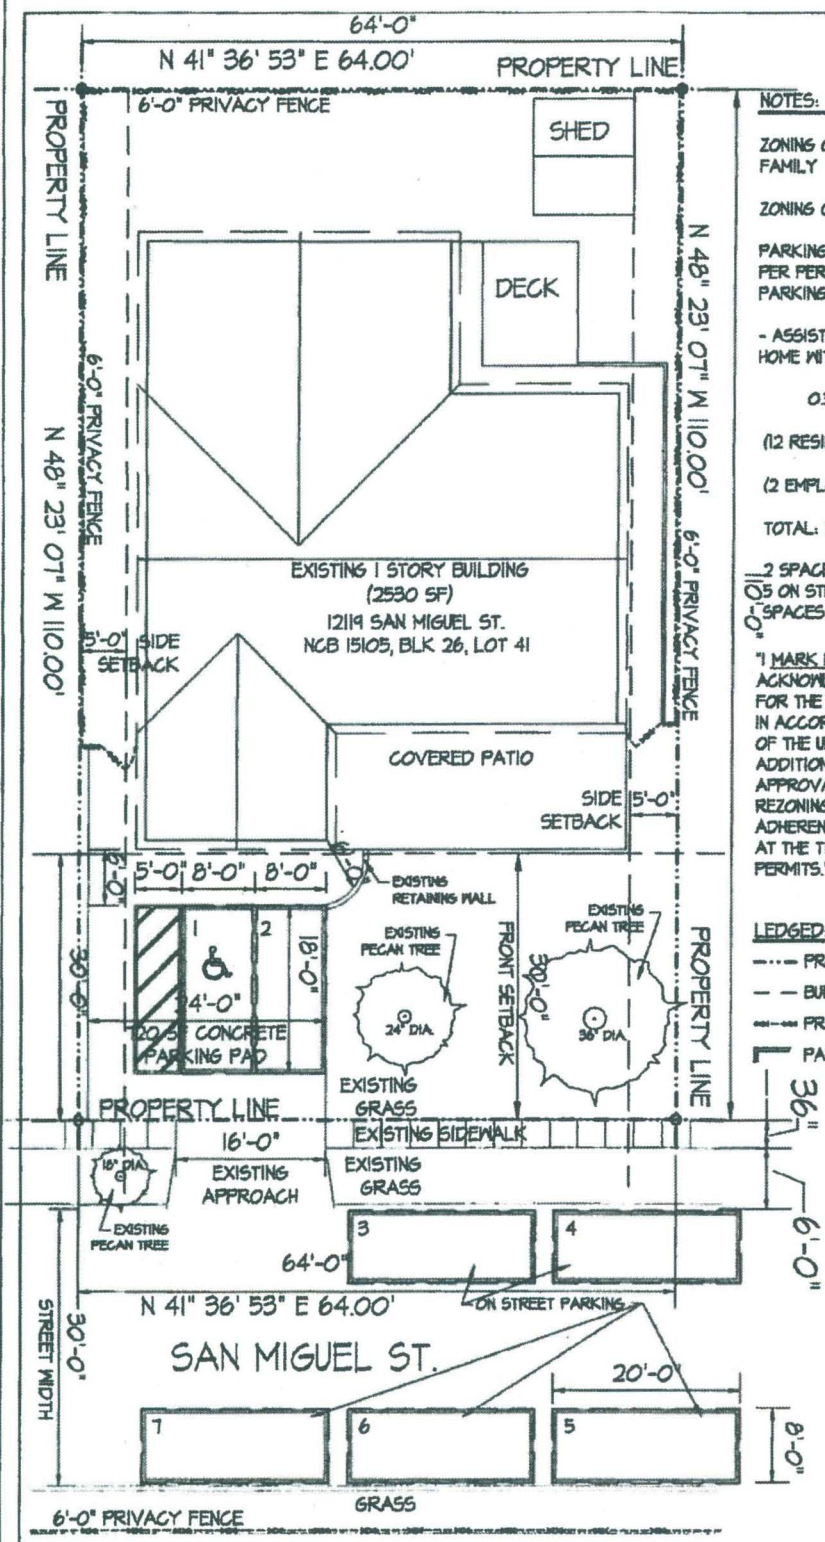 64'-0"
N 41° 36' 53" E 64.00'
PROPERTY LINE
6'-0" PRIVACY FENCE
PROPERTY LINE
SHED
NOTES:
ZONING
FAMILY
ZONING
PARKING
PER PER
PARKING
- ASSIST
HOME WIT
(12 RESI
(2 EMPL
TOTAL:
2 SPACE
5 ON ST
SPACES
"I MARK
ACKNOW
FOR THE
IN ACCOR
OF THE U
ADDITION
APPROVA
REZONING
ADHEREN
AT THE T
PERMITS."
DECK
N 48° 23' 07" W 110.00'
6'-0" PRIVACY FENCE
N 48° 23' 07" W 110.00'
6'-0" PRIVACY FENCE
110'-0"
EXISTING 1 STORY BUILDING
(2530 SF)
12119 SAN MIGUEL ST.
NCB 15105, BLK 26, LOT 41
5'-0" SIDE
SETBACK
COVERED PATIO
SIDE
SETBACK
5'-0"
5'-0"
8'-0"
8'-0"
EXISTING
RETAINING WALL
EXISTING
PECAN TREE
EXISTING
PECAN TREE
FRONT SETBACK
30'-0"
30'-0"
1
2
18'-0"
24" DIA.
36" DIA.
4'-0"
CONCRETE
PARKING PAD
PROPERTY LINE
LEDGED
PR
BU
PR
PA
EXISTING
GRASS
PROPERTY LINE
EXISTING SIDEWALK
36"
16'-0"
EXISTING
APPROACH
EXISTING
GRASS
18" DIA.
EXISTING
PECAN TREE
6'-0"
3
4
64'-0"
N 41° 36' 53" E 64.00'
ON STREET PARKING
STREET WIDTH
30'-0"
SAN MIGUEL ST.
20'-0"
7
6
5
8'-0"
GRASS
6'-0" PRIVACY FENCE